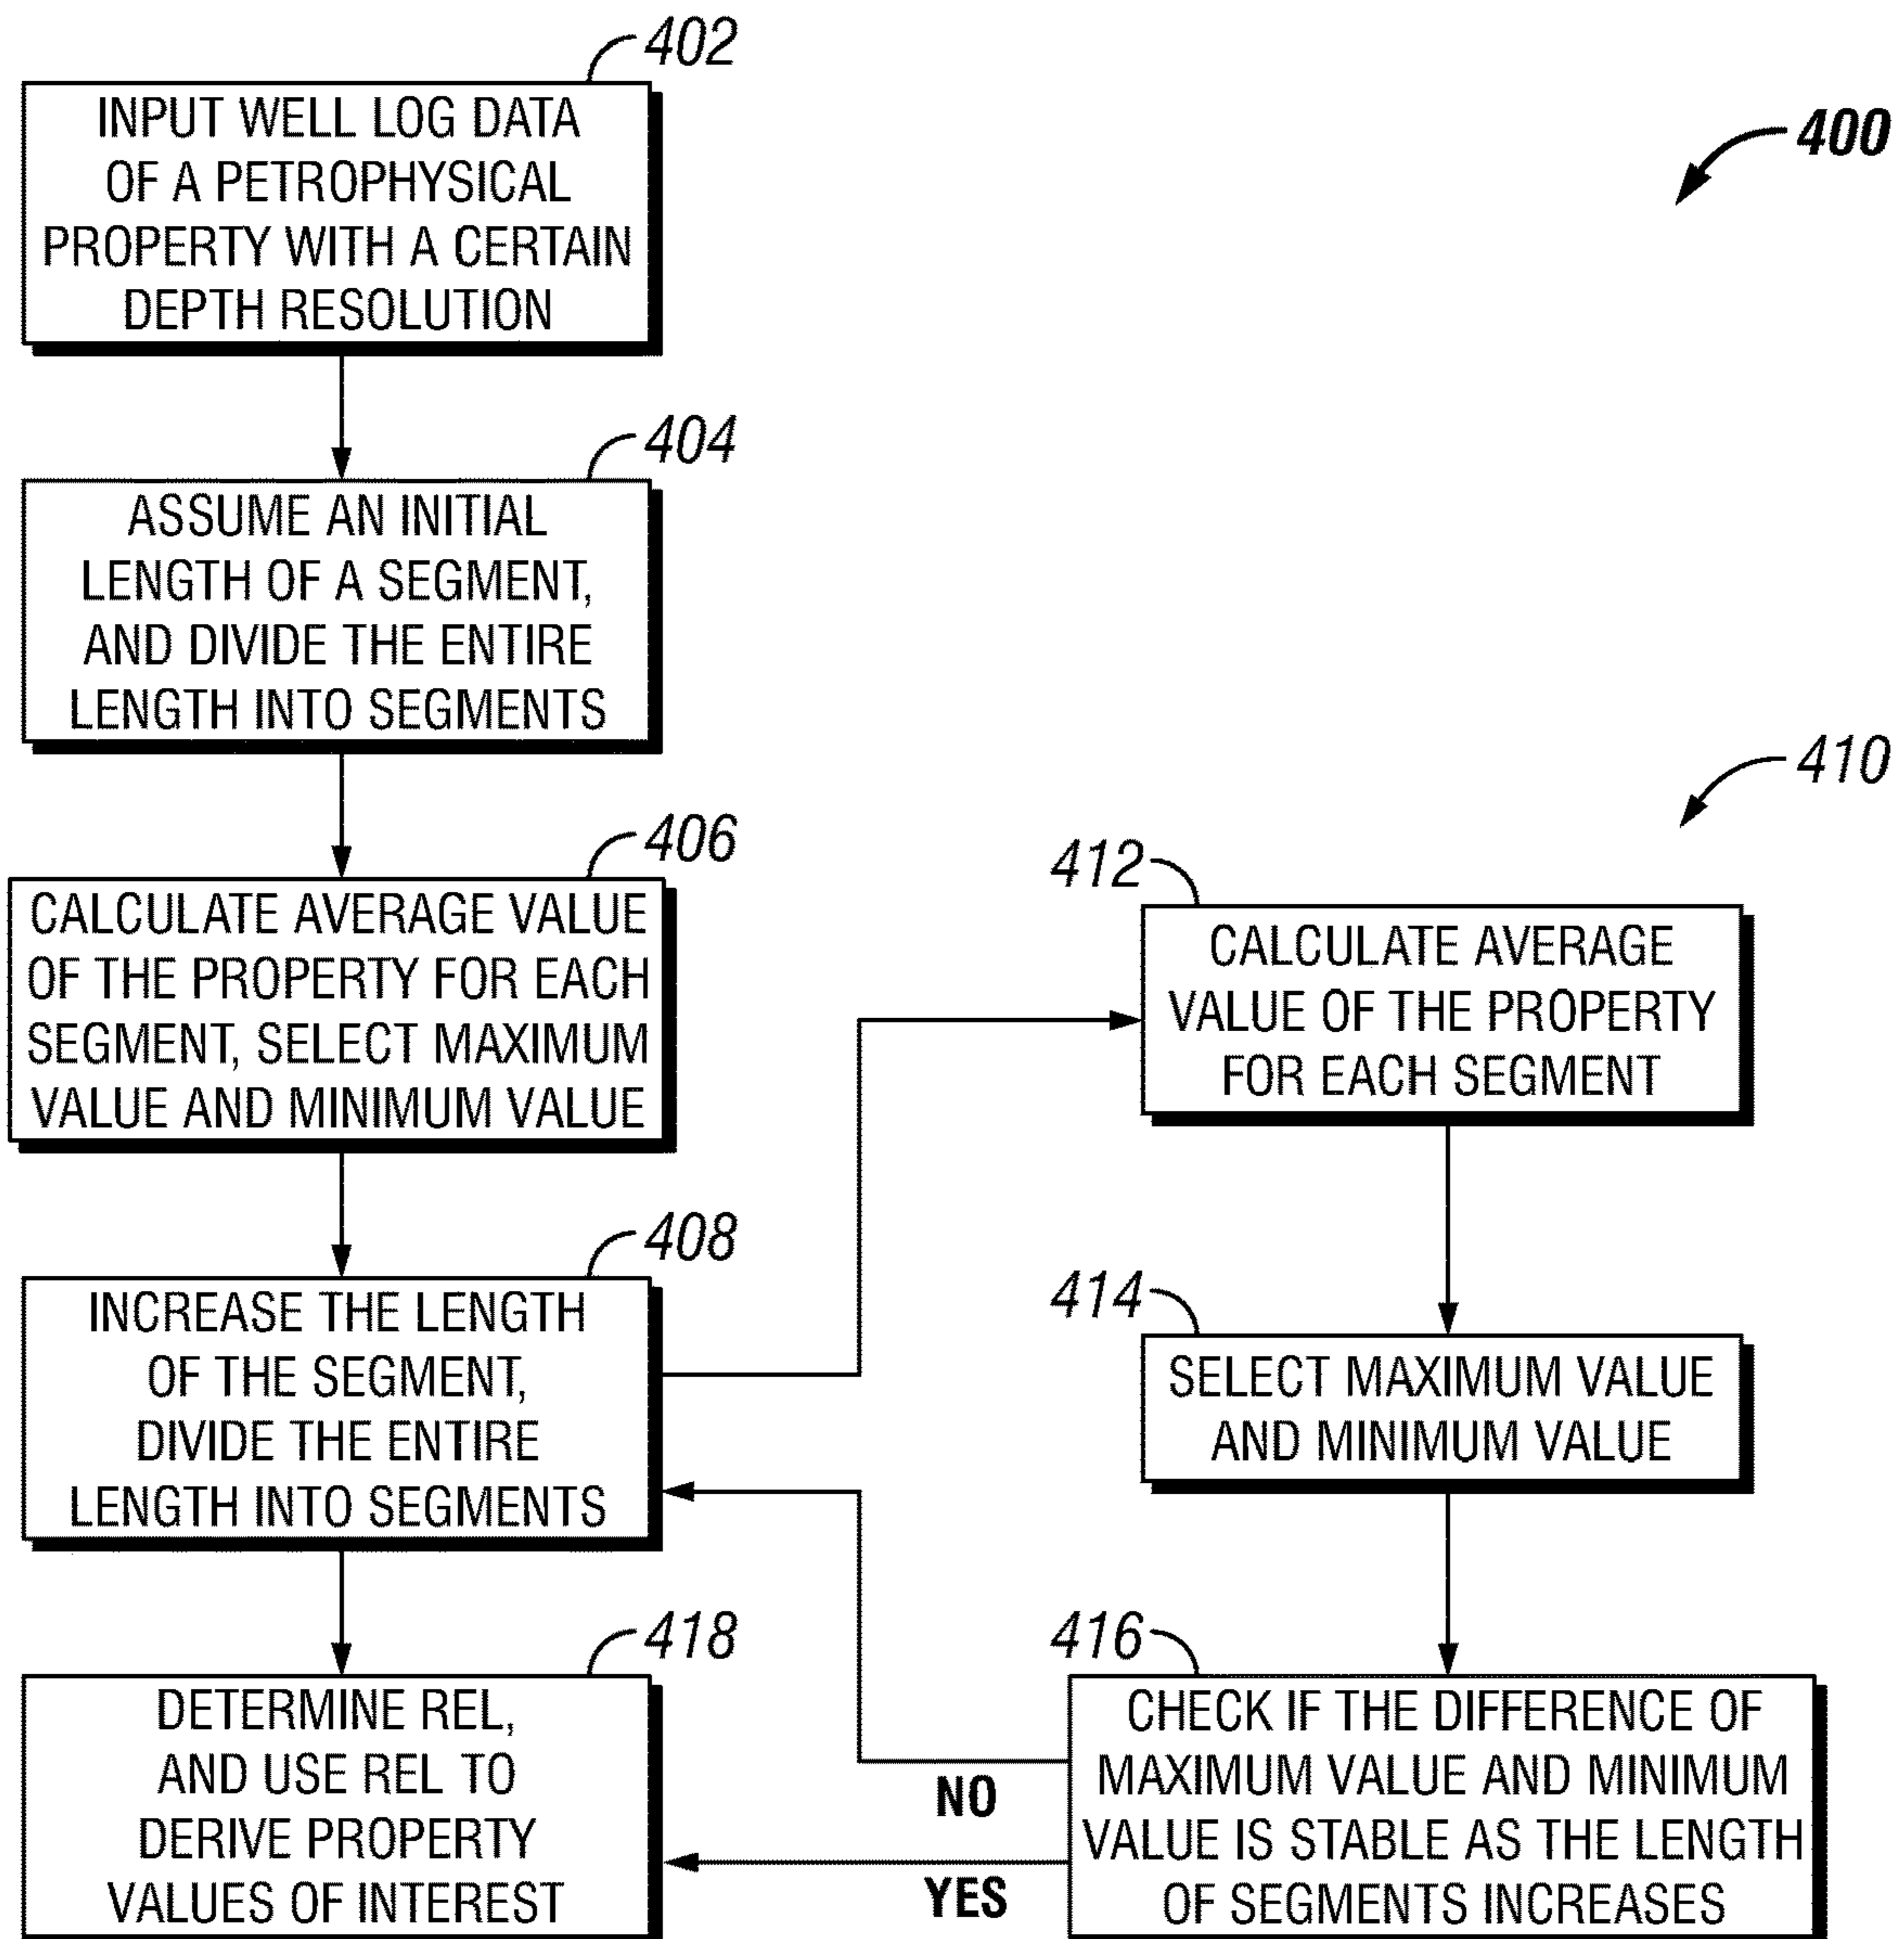 402
INPUT WELL LOG DATA
OF A PETROPHYSICAL
PROPERTY WITH A CERTAIN
DEPTH RESOLUTION
400
404
ASSUME AN INITIAL
LENGTH OF A SEGMENT,
AND DIVIDE THE ENTIRE
LENGTH INTO SEGMENTS
406
CALCULATE AVERAGE VALUE
OF THE PROPERTY FOR EACH
SEGMENT, SELECT MAXIMUM
VALUE AND MINIMUM VALUE
408
INCREASE THE LENGTH
OF THE SEGMENT,
DIVIDE THE ENTIRE
LENGTH INTO SEGMENTS
410
412
CALCULATE AVERAGE
VALUE OF THE PROPERTY
FOR EACH SEGMENT
414
SELECT MAXIMUM VALUE
AND MINIMUM VALUE
416
CHECK IF THE DIFFERENCE OF
MAXIMUM VALUE AND MINIMUM
VALUE IS STABLE AS THE LENGTH
OF SEGMENTS INCREASES
NO
YES
418
DETERMINE REL,
AND USE REL TO
DERIVE PROPERTY
VALUES OF INTEREST